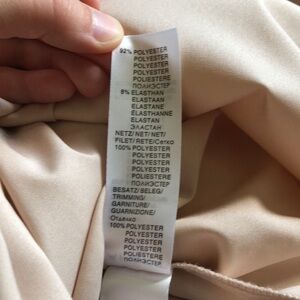 92% POLYESTER
POLYESTER
POLYESTER
POLYESTER
POLIESTERE
ПОЛИЭСТЕР
8% ELASTHAN
ELASTAAN
ELASTANE
ELASTHANNE
ELASTAN
ЭЛАСТАН
NETZ/ NET/ NET/
FILET/ RETE/ Сетка
100% POLYESTER
POLYESTER
POLYESTER
POLYESTER
POLIESTERE
ПОЛИЭСТЕР
BESATZ/ BELEG/
TRIMMING/
GARNITURE/
GUARNIZIONE/
Отделка
100% POLYESTER
POLYESTER
POLYESTER
POLYESTER
POLIESTERE
ПОЛИЭСТЕР